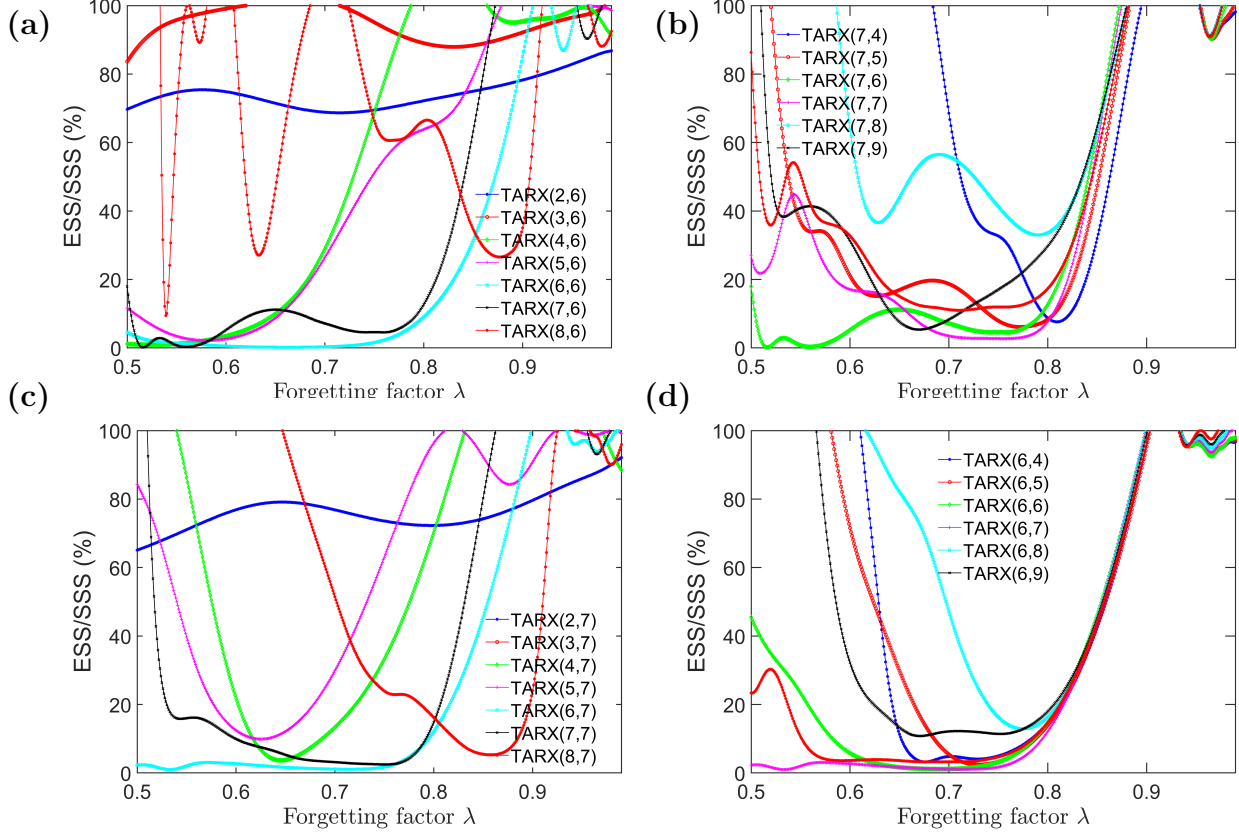 (a)
ESS/SSS (%)
100
80
60
40
20
0
0.5 0.6 0.7 0.8 0.9
Forgetting factor λ
TARX(2,6)
TARX(3,6)
TARX(4,6)
TARX(5,6)
TARX(6,6)
TARX(7,6)
TARX(8,6)
(b)
ESS/SSS (%)
100
80
60
40
20
0
0.5 0.6 0.7 0.8 0.9
Forgetting factor λ
TARX(7,4)
TARX(7,5)
TARX(7,6)
TARX(7,7)
TARX(7,8)
TARX(7,9)
(c)
ESS/SSS (%)
100
80
60
40
20
0
0.5 0.6 0.7 0.8 0.9
Forgetting factor λ
TARX(2,7)
TARX(3,7)
TARX(4,7)
TARX(5,7)
TARX(6,7)
TARX(7,7)
TARX(8,7)
(d)
ESS/SSS (%)
100
80
60
40
20
0
0.5 0.6 0.7 0.8 0.9
Forgetting factor λ
TARX(6,4)
TARX(6,5)
TARX(6,6)
TARX(6,7)
TARX(6,8)
TARX(6,9)